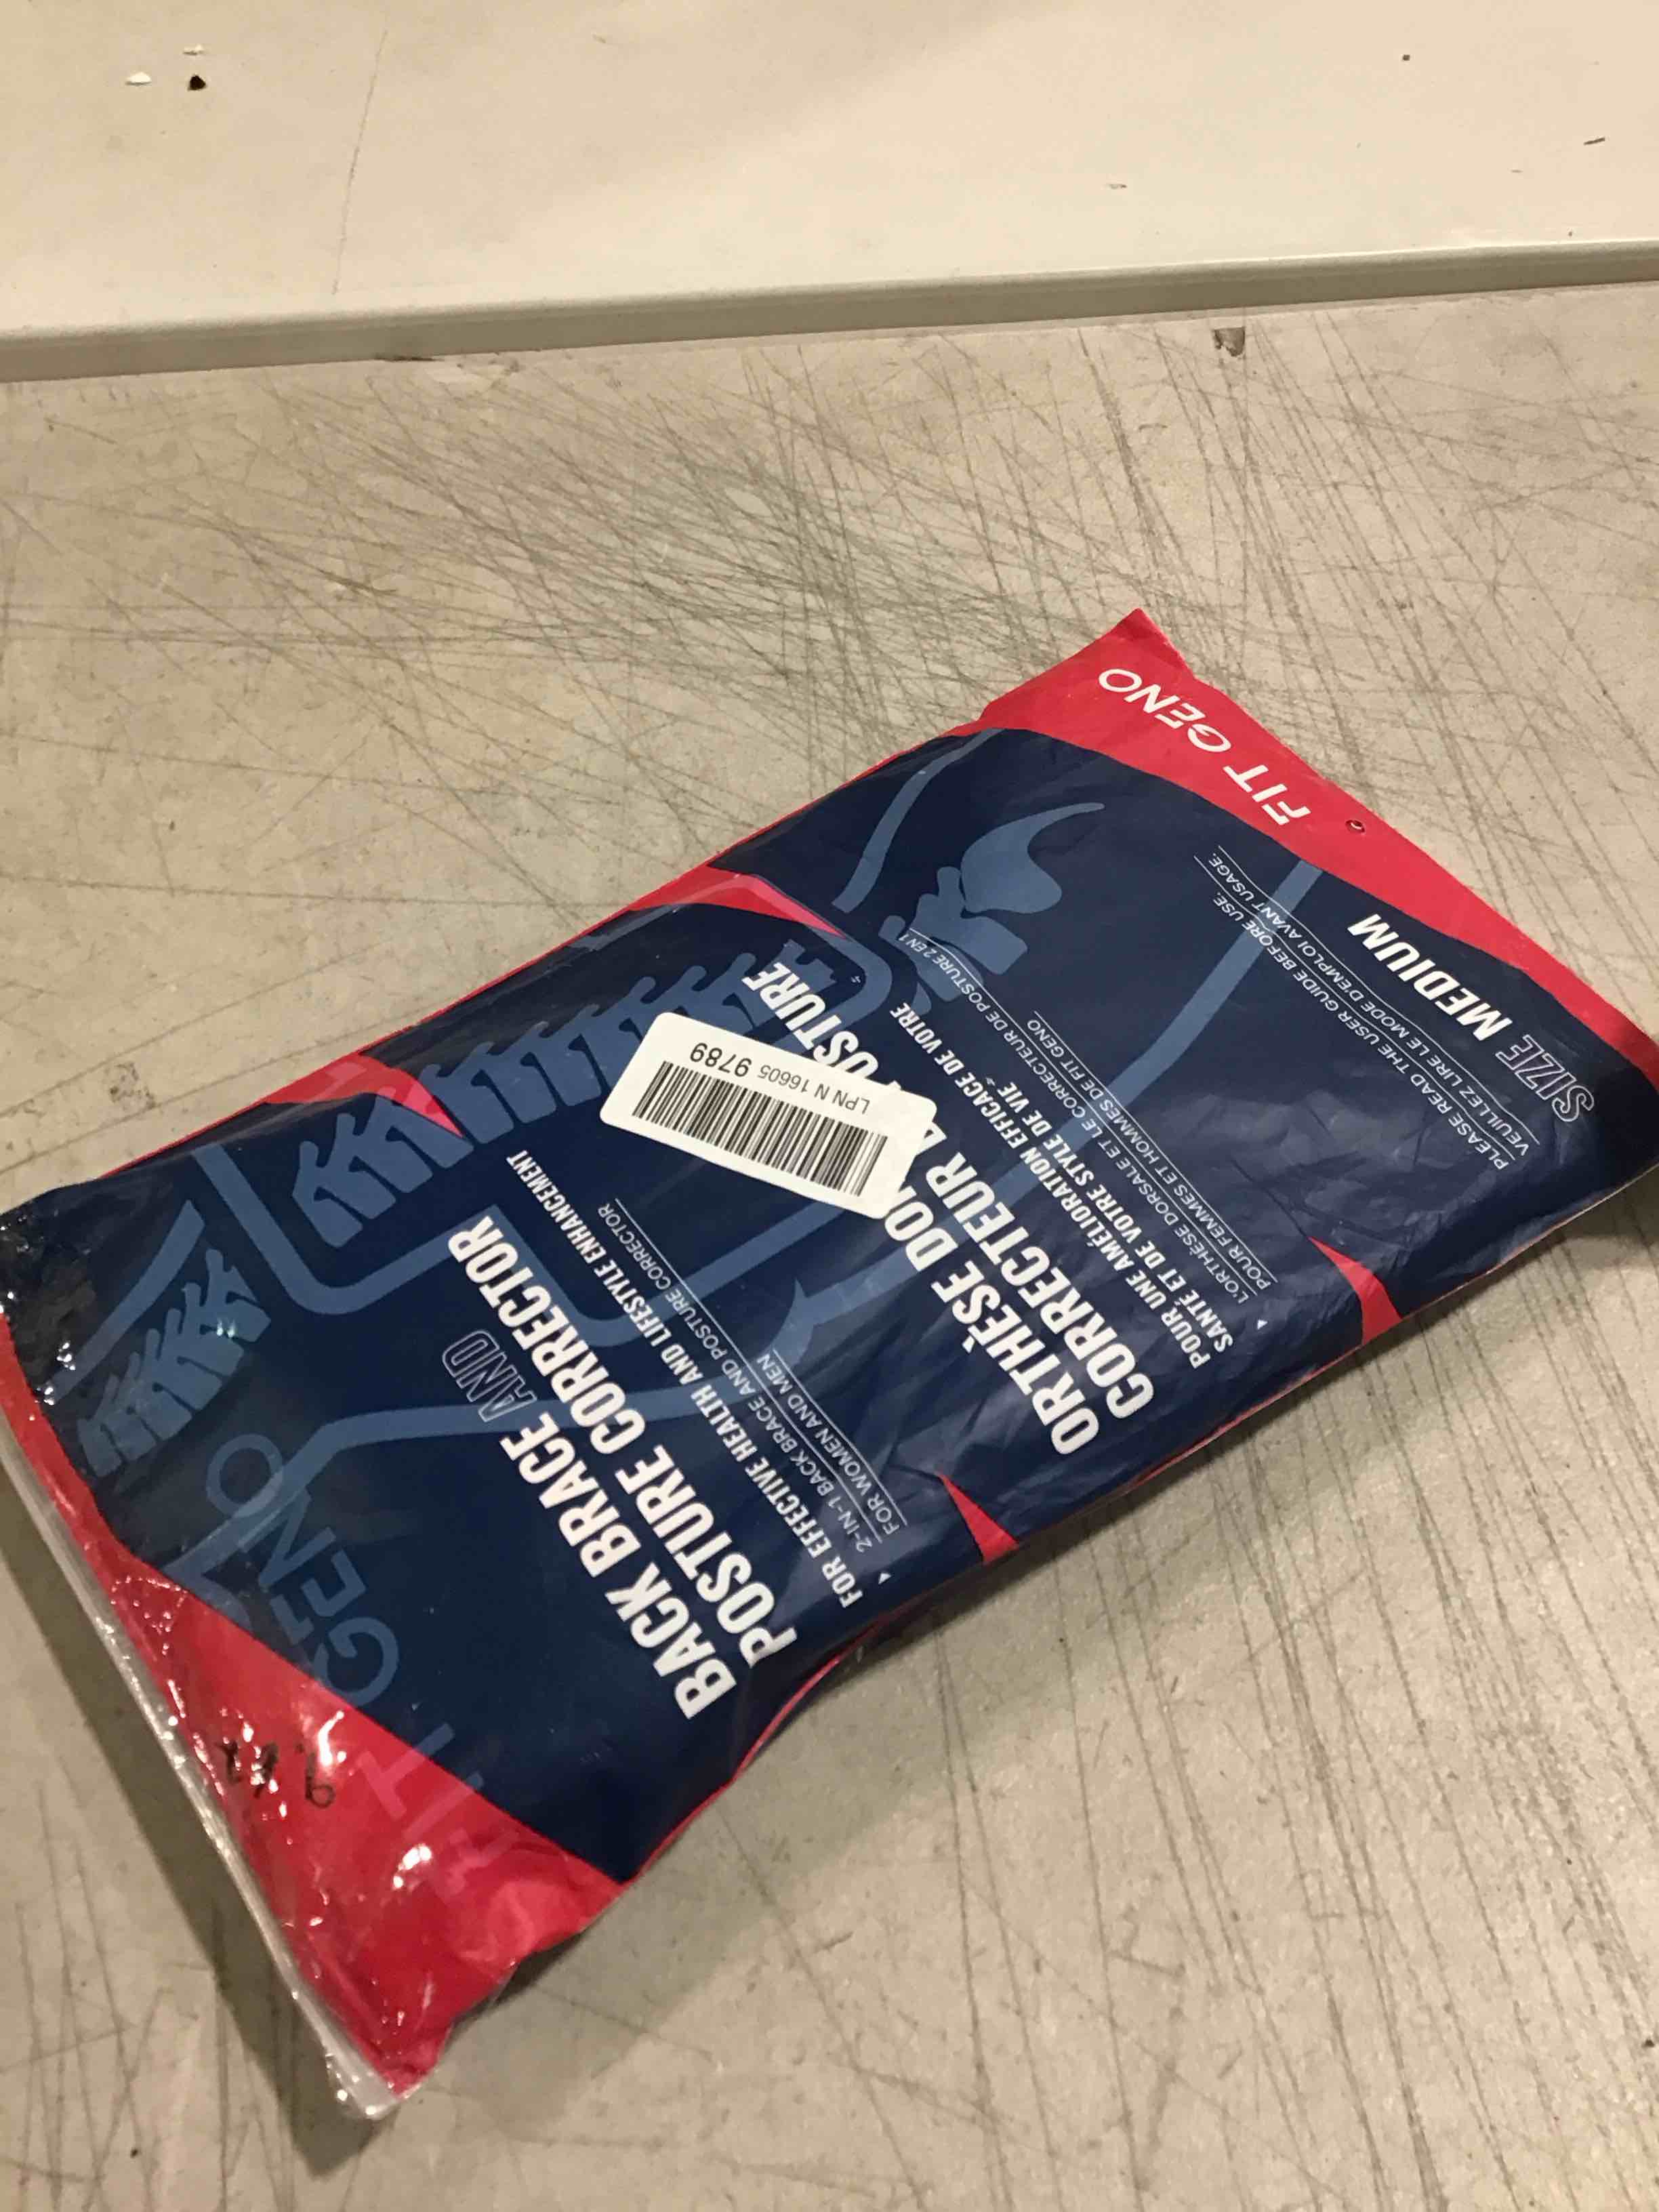 FIT GENO
SIZE MEDIUM
PLEASE READ THE USER GUIDE BEFORE USE.
VEUILLEZ LIRE LE MODE D'EMPLOI AVANT USAGE.
BACK BRACE AND
POSTURE CORRECTOR
FOR EFFECTIVE HEALTH AND LIFESTYLE ENHANCEMENT
2-IN-1 BACK BRACE AND POSTURE CORRECTOR
FOR WOMEN AND MEN
ORTHÈSE
CORRECTEUR POSTURE
POUR UNE AMÉLIORATION EFFICACE DE VOTRE
SANTÉ ET DE VOTRE STYLE DE VIE
L'ORTHÈSE DORSALE ET LE CORRECTEUR DE POSTURE 2 EN 1
POUR FEMMES ET HOMMES DE FIT GENO
LPN N 16605 9789
GENO